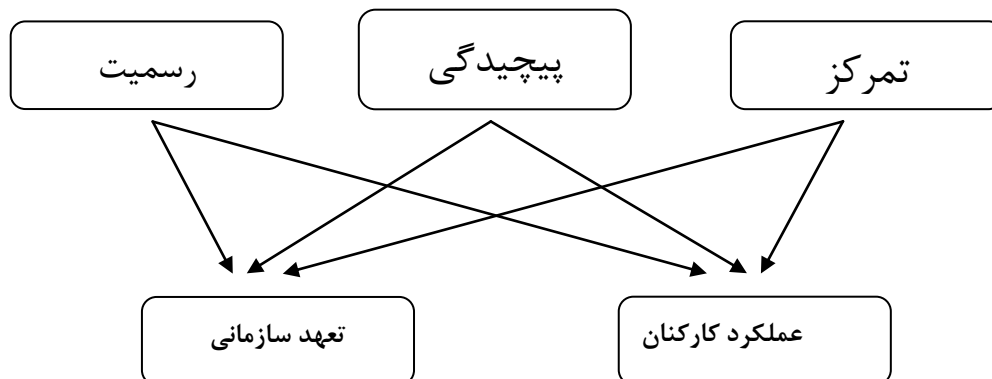 تمرکز
پیچیدگی
رسمیت
عملکرد کارکنان
تعهد سازمانی